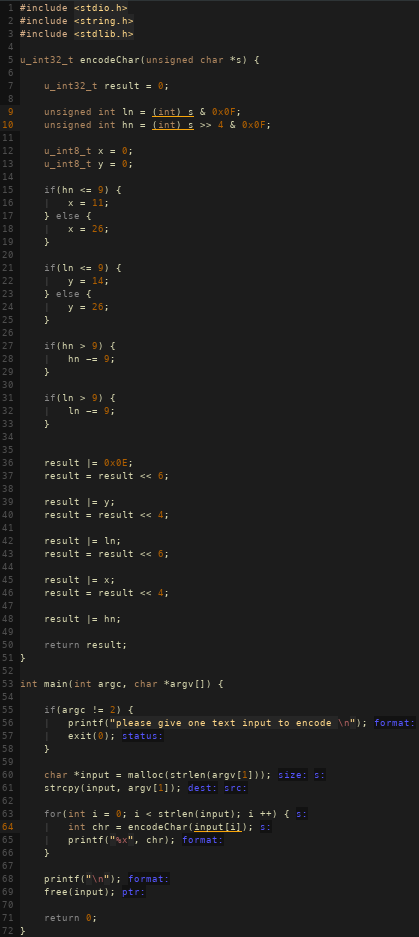 1 #include <stdio.h>
2 #include <string.h>
3 #include <stdlib.h>
4
5 u_int32_t encodeChar(unsigned char *s) {
6
7 u_int32_t result = 0;
8
9 unsigned int ln = (int) s & 0x0F;
10 unsigned int hn = (int) s >> 4 & 0x0F;
11
12 u_int8_t x = 0;
13 u_int8_t y = 0;
14
15 if(hn <= 9) {
16 | x = 11;
17 } else {
18 | x = 26;
19 }
20
21 if(ln <= 9) {
22 | y = 14;
23 } else {
24 | y = 26;
25 }
26
27 if(hn > 9) {
28 | hn -= 9;
29 }
30
31 if(ln > 9) {
32 | ln -= 9;
33 }
34
35
36 result |= 0x0E;
37 result = result << 6;
38
39 result |= y;
40 result = result << 4;
41
42 result |= ln;
43 result = result << 6;
44
45 result |= x;
46 result = result << 4;
47
48 result |= hn;
49
50 return result;
51 }
52
53 int main(int argc, char *argv[]) {
54
55 if(argc != 2) {
56 | printf("please give one text input to encode \n"); format:
57 | exit(0); status:
58 }
59
60 char *input = malloc(strlen(argv[1])); size: s:
61 strcpy(input, argv[1]); dest: src:
62
63 for(int i = 0; i < strlen(input); i ++) { s:
64 | int chr = encodeChar(input[i]); s:
65 | printf("%x", chr); format:
66 }
67
68 printf("\n"); format:
69 free(input); ptr:
70
71 return 0;
72 }